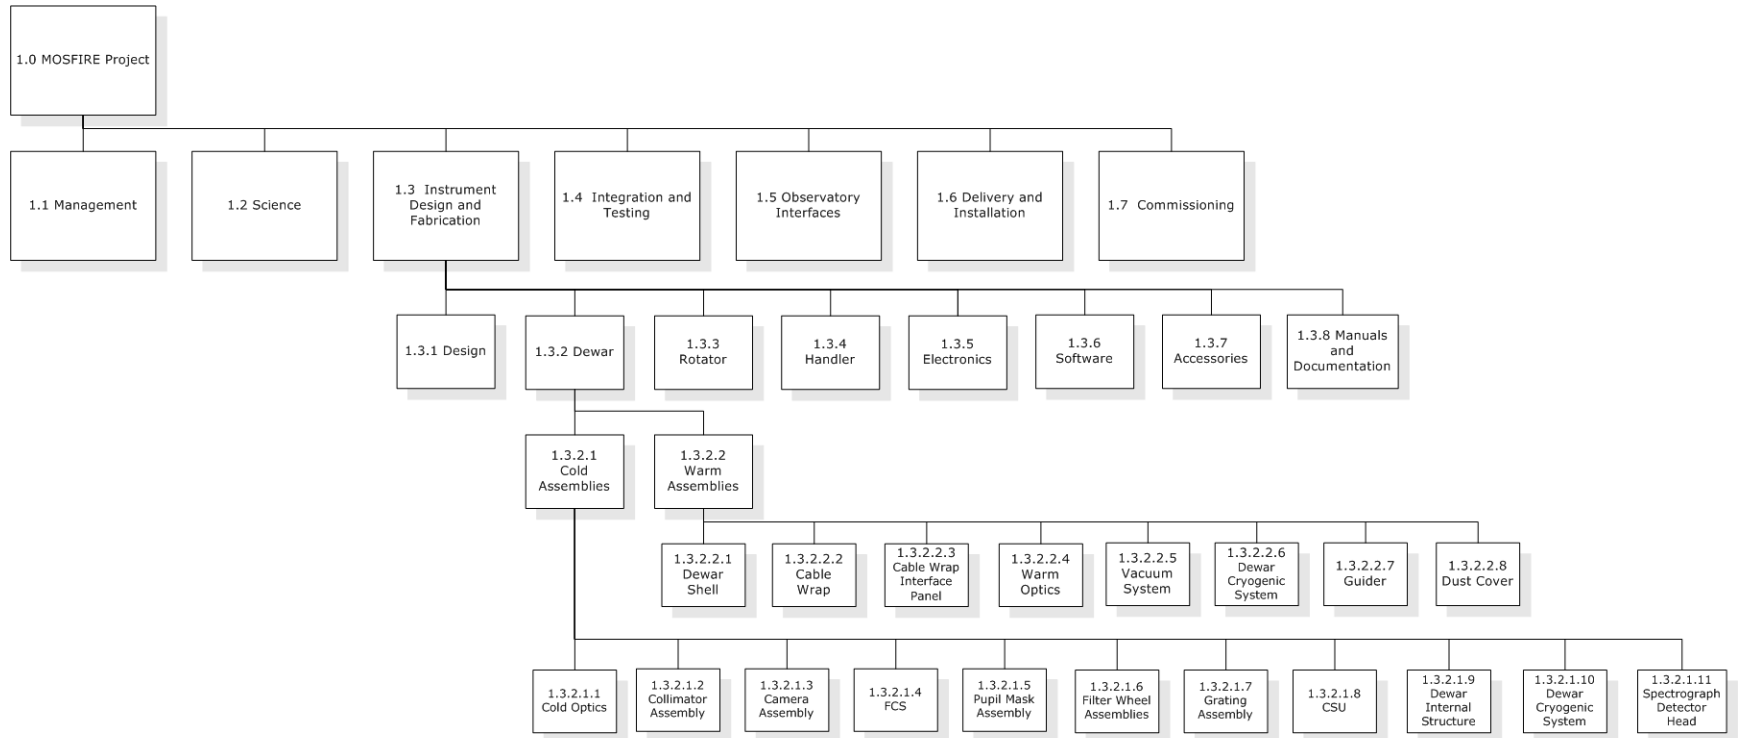 1.0 MOSFIRE Project
1.1 Management
1.2 Science
1.3 Instrument
Design and
Fabrication
1.4 Integration and
Testing
1.5 Observatory
Interfaces
1.6 Delivery and
Installation
1.7 Commissioning
1.3.1 Design
1.3.2 Dewar
1.3.3
Rotator
1.3.4
Handler
1.3.5
Electronics
1.3.6
Software
1.3.7
Accessories
1.3.8 Manuals
and
Documentation
1.3.2.1
Cold
Assemblies
1.3.2.2
Warm
Assemblies
1.3.2.2.1
Dewar
Shell
1.3.2.2.2
Cable
Wrap
1.3.2.2.3
Cable Wrap
Interface
Panel
1.3.2.2.4
Warm
Optics
1.3.2.2.5
Vacuum
System
1.3.2.2.6
Dewar
Cryogenic
System
1.3.2.2.7
Guider
1.3.2.2.8
Dust Cover
1.3.2.1.1
Cold Optics
1.3.2.1.2
Collimator
Assembly
1.3.2.1.3
Camera
Assembly
1.3.2.1.4
FCS
1.3.2.1.5
Pupil Mask
Assembly
1.3.2.1.6
Filter Wheel
Assemblies
1.3.2.1.7
Grating
Assembly
1.3.2.1.8
CSU
1.3.2.1.9
Dewar
Internal
Structure
1.3.2.1.10
Dewar
Cryogenic
System
1.3.2.1.11
Spectrograph
Detector
Head